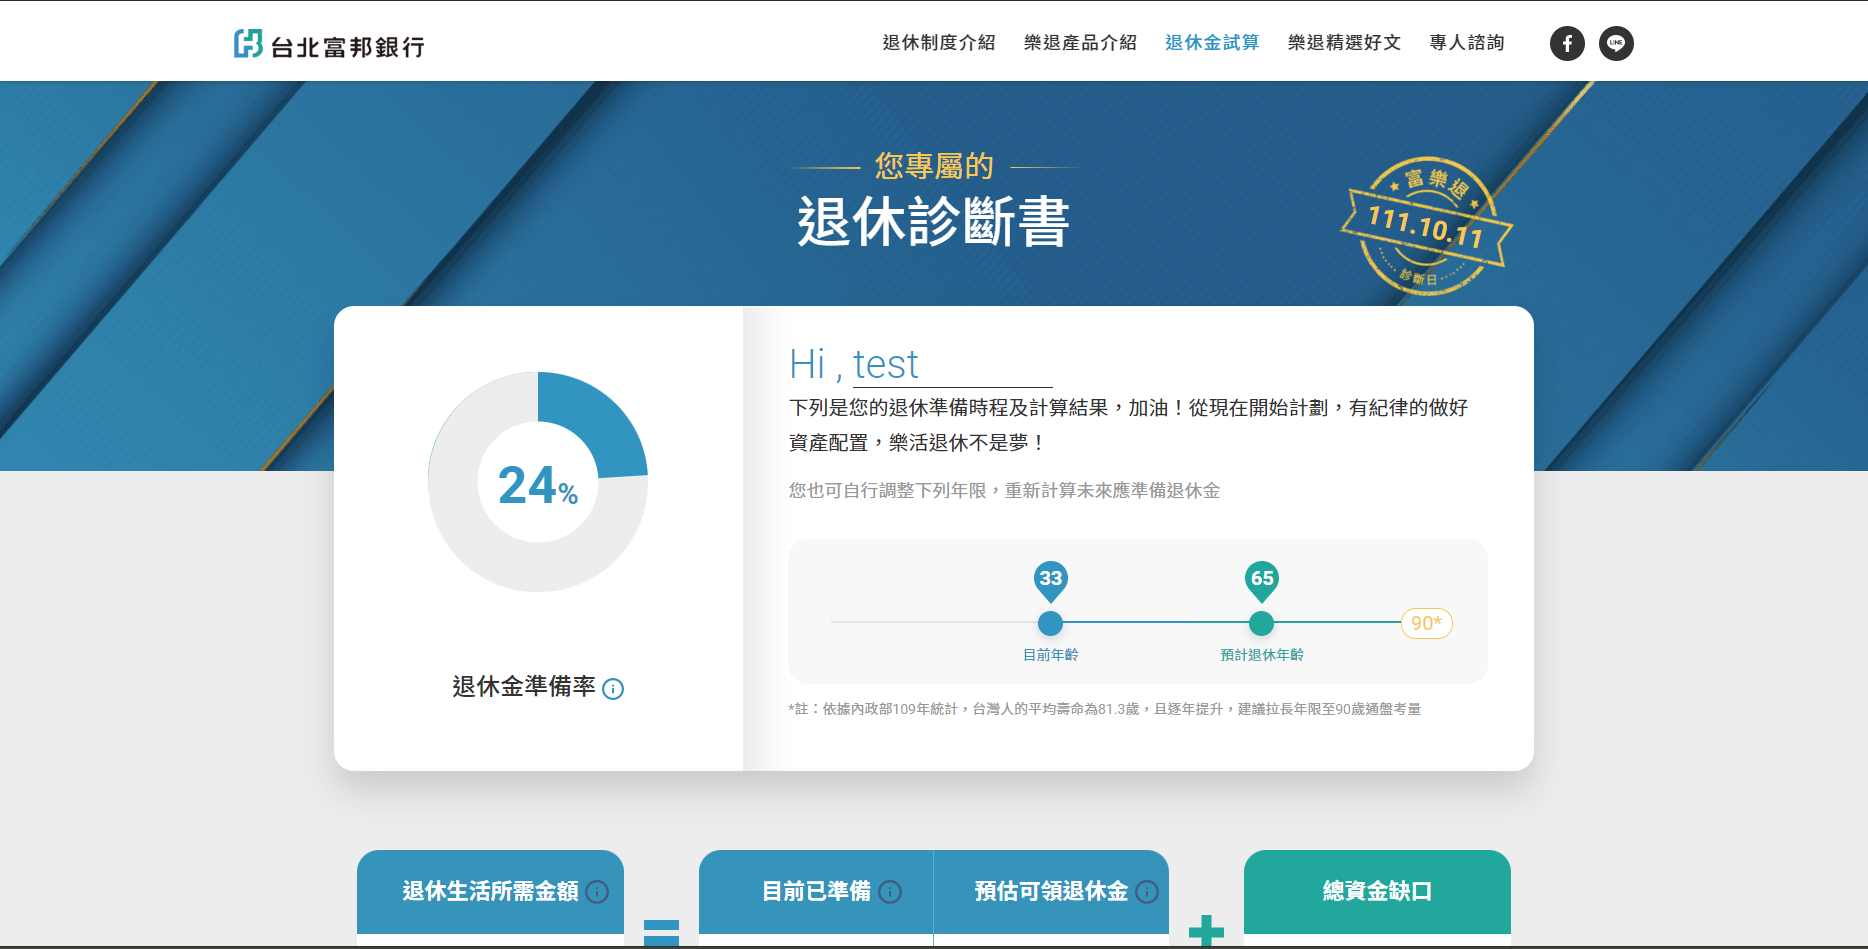 台北富邦銀行
退休制度介紹 樂退產品介紹 退休金試算 樂退精選好文 專人諮詢
LINE
您專屬的
退休診斷書
富樂退
111.10.11
診斷日
24%
退休金準備率
Hi , test
下列是您的退休準備時程及計算結果，加油！從現在開始計劃，有紀律的做好
資產配置，樂活退休不是夢！
您也可自行調整下列年限，重新計算未來應準備退休金
33 65
90*
目前年齡 預計退休年齡
*註：依據內政部109年統計，台灣人的平均壽命為81.3歲，且逐年提升，建議拉長年限至90歲通盤考量
退休生活所需金額 目前已準備 預估可領退休金 總資金缺口